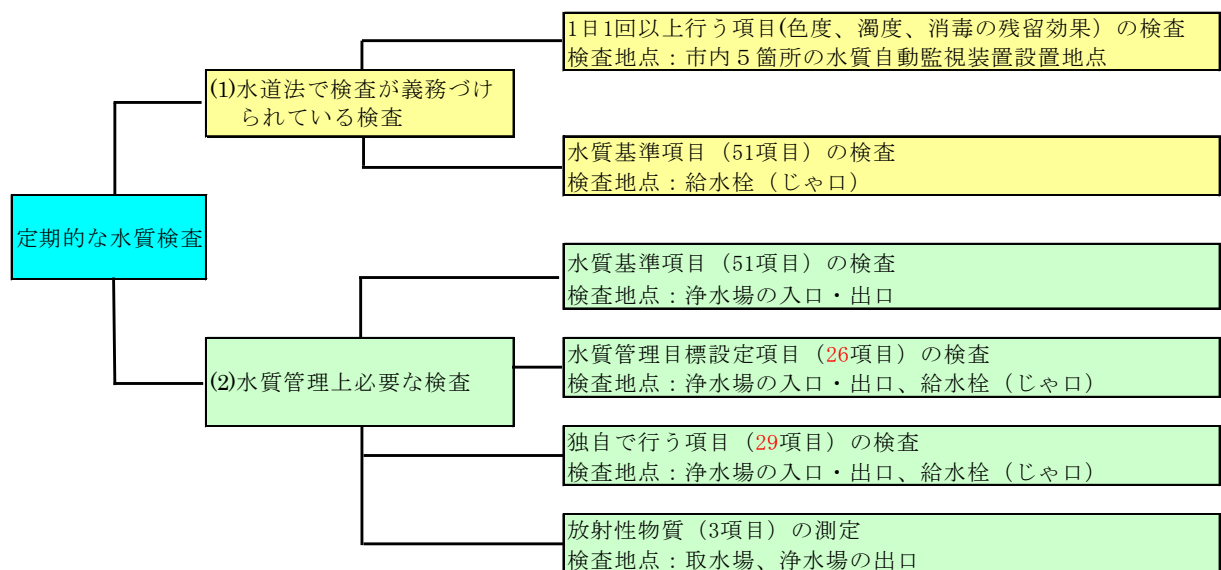 定期的な水質検査
(1)水道法で検査が義務づけ
られている検査
1日1回以上行う項目(色度、濁度、消毒の残留効果）の検査
検査地点：市内５箇所の水質自動監視装置設置地点
水質基準項目（51項目）の検査
検査地点：給水栓（じゃ口）
(2)水質管理上必要な検査
水質基準項目（51項目）の検査
検査地点：浄水場の入口・出口
水質管理目標設定項目（26項目）の検査
検査地点：浄水場の入口・出口、給水栓（じゃ口）
独自で行う項目（29項目）の検査
検査地点：浄水場の入口・出口、給水栓（じゃ口）
放射性物質（3項目）の測定
検査地点：取水場、浄水場の出口